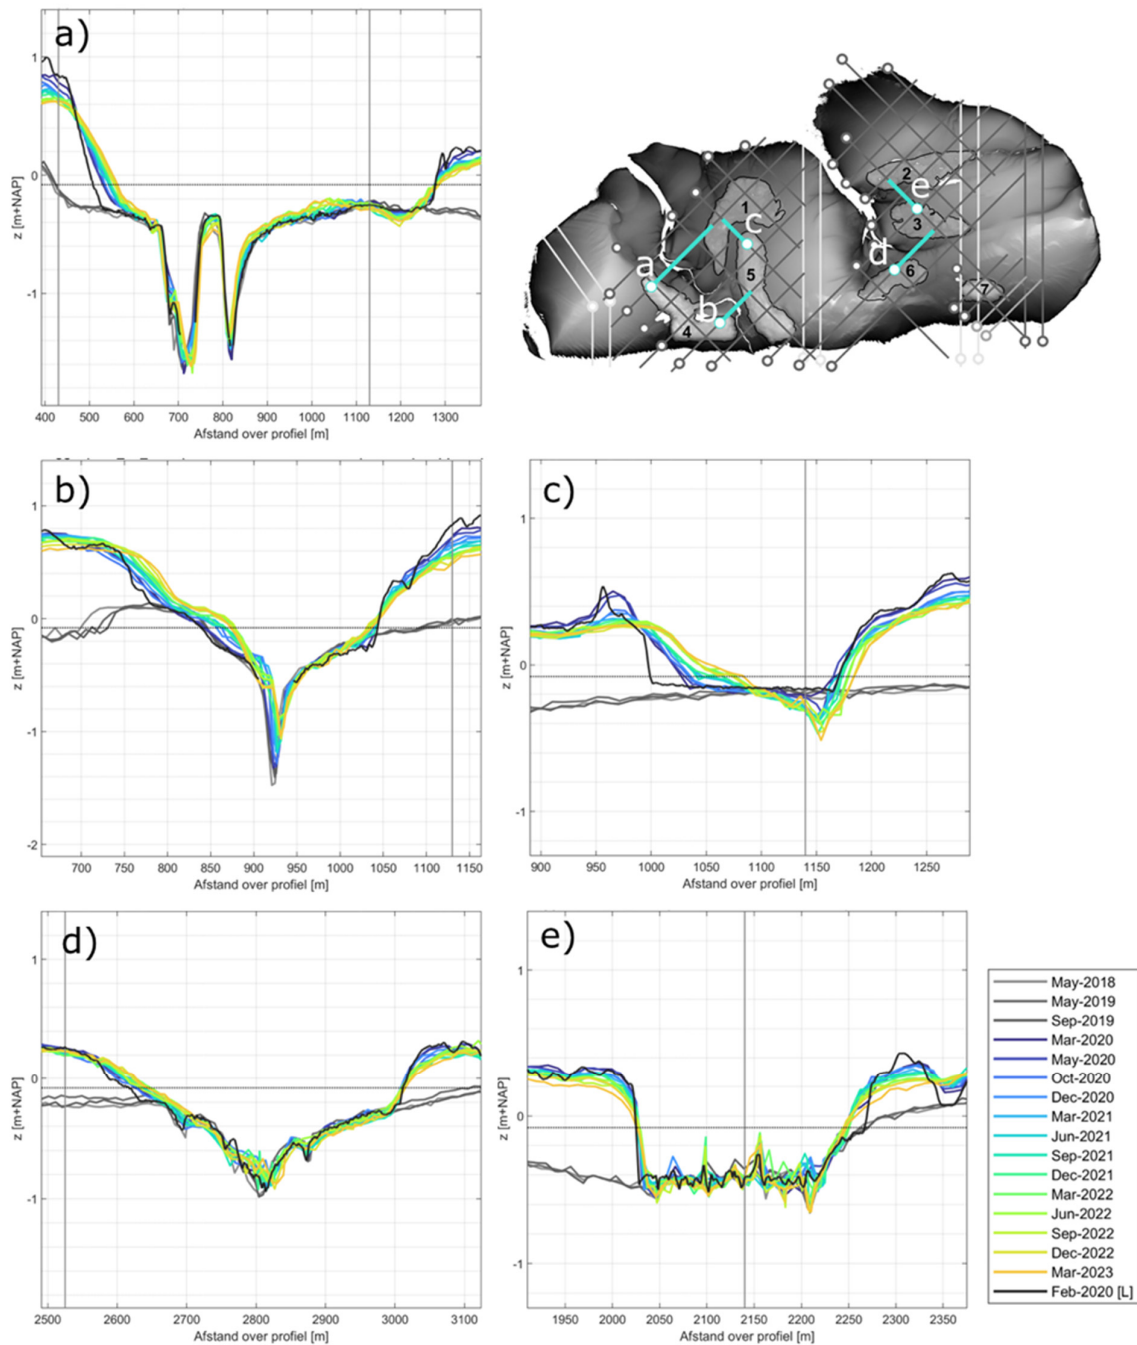 a)
1
0
-1
z [m+NAP]
400 500 600 700 800 900 1000 1100 1200 1300
Afstand over profiel [m]
1
2
3
4
5
6
7
a
b
c
d
e
b)
1
0
-1
-2
z [m+NAP]
700 750 800 850 900 950 1000 1050 1100 1150
Afstand over profiel [m]
c)
1
0
-1
z [m+NAP]
900 950 1000 1050 1100 1150 1200 1250
Afstand over profiel [m]
d)
1
0
-1
z [m+NAP]
2500 2600 2700 2800 2900 3000 3100
Afstand over profiel [m]
e)
1
0
-1
z [m+NAP]
1950 2000 2050 2100 2150 2200 2250 2300 2350
Afstand over profiel [m]
May-2018
May-2019
Sep-2019
Mar-2020
May-2020
Oct-2020
Dec-2020
Mar-2021
Jun-2021
Sep-2021
Dec-2021
Mar-2022
Jun-2022
Sep-2022
Dec-2022
Mar-2023
Feb-2020 [L]